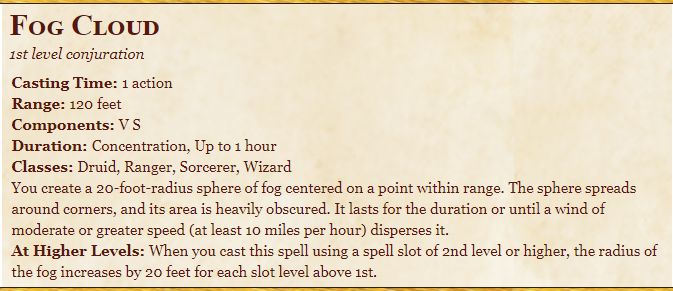 Fog Cloud
1st level conjuration
Casting Time: 1 action
Range: 120 feet
Components: V S
Duration: Concentration, Up to 1 hour
Classes: Druid, Ranger, Sorcerer, Wizard
You create a 20-foot-radius sphere of fog centered on a point within range. The sphere spreads
around corners, and its area is heavily obscured. It lasts for the duration or until a wind of
moderate or greater speed (at least 10 miles per hour) disperses it.
At Higher Levels: When you cast this spell using a spell slot of 2nd level or higher, the radius of
the fog increases by 20 feet for each slot level above 1st.